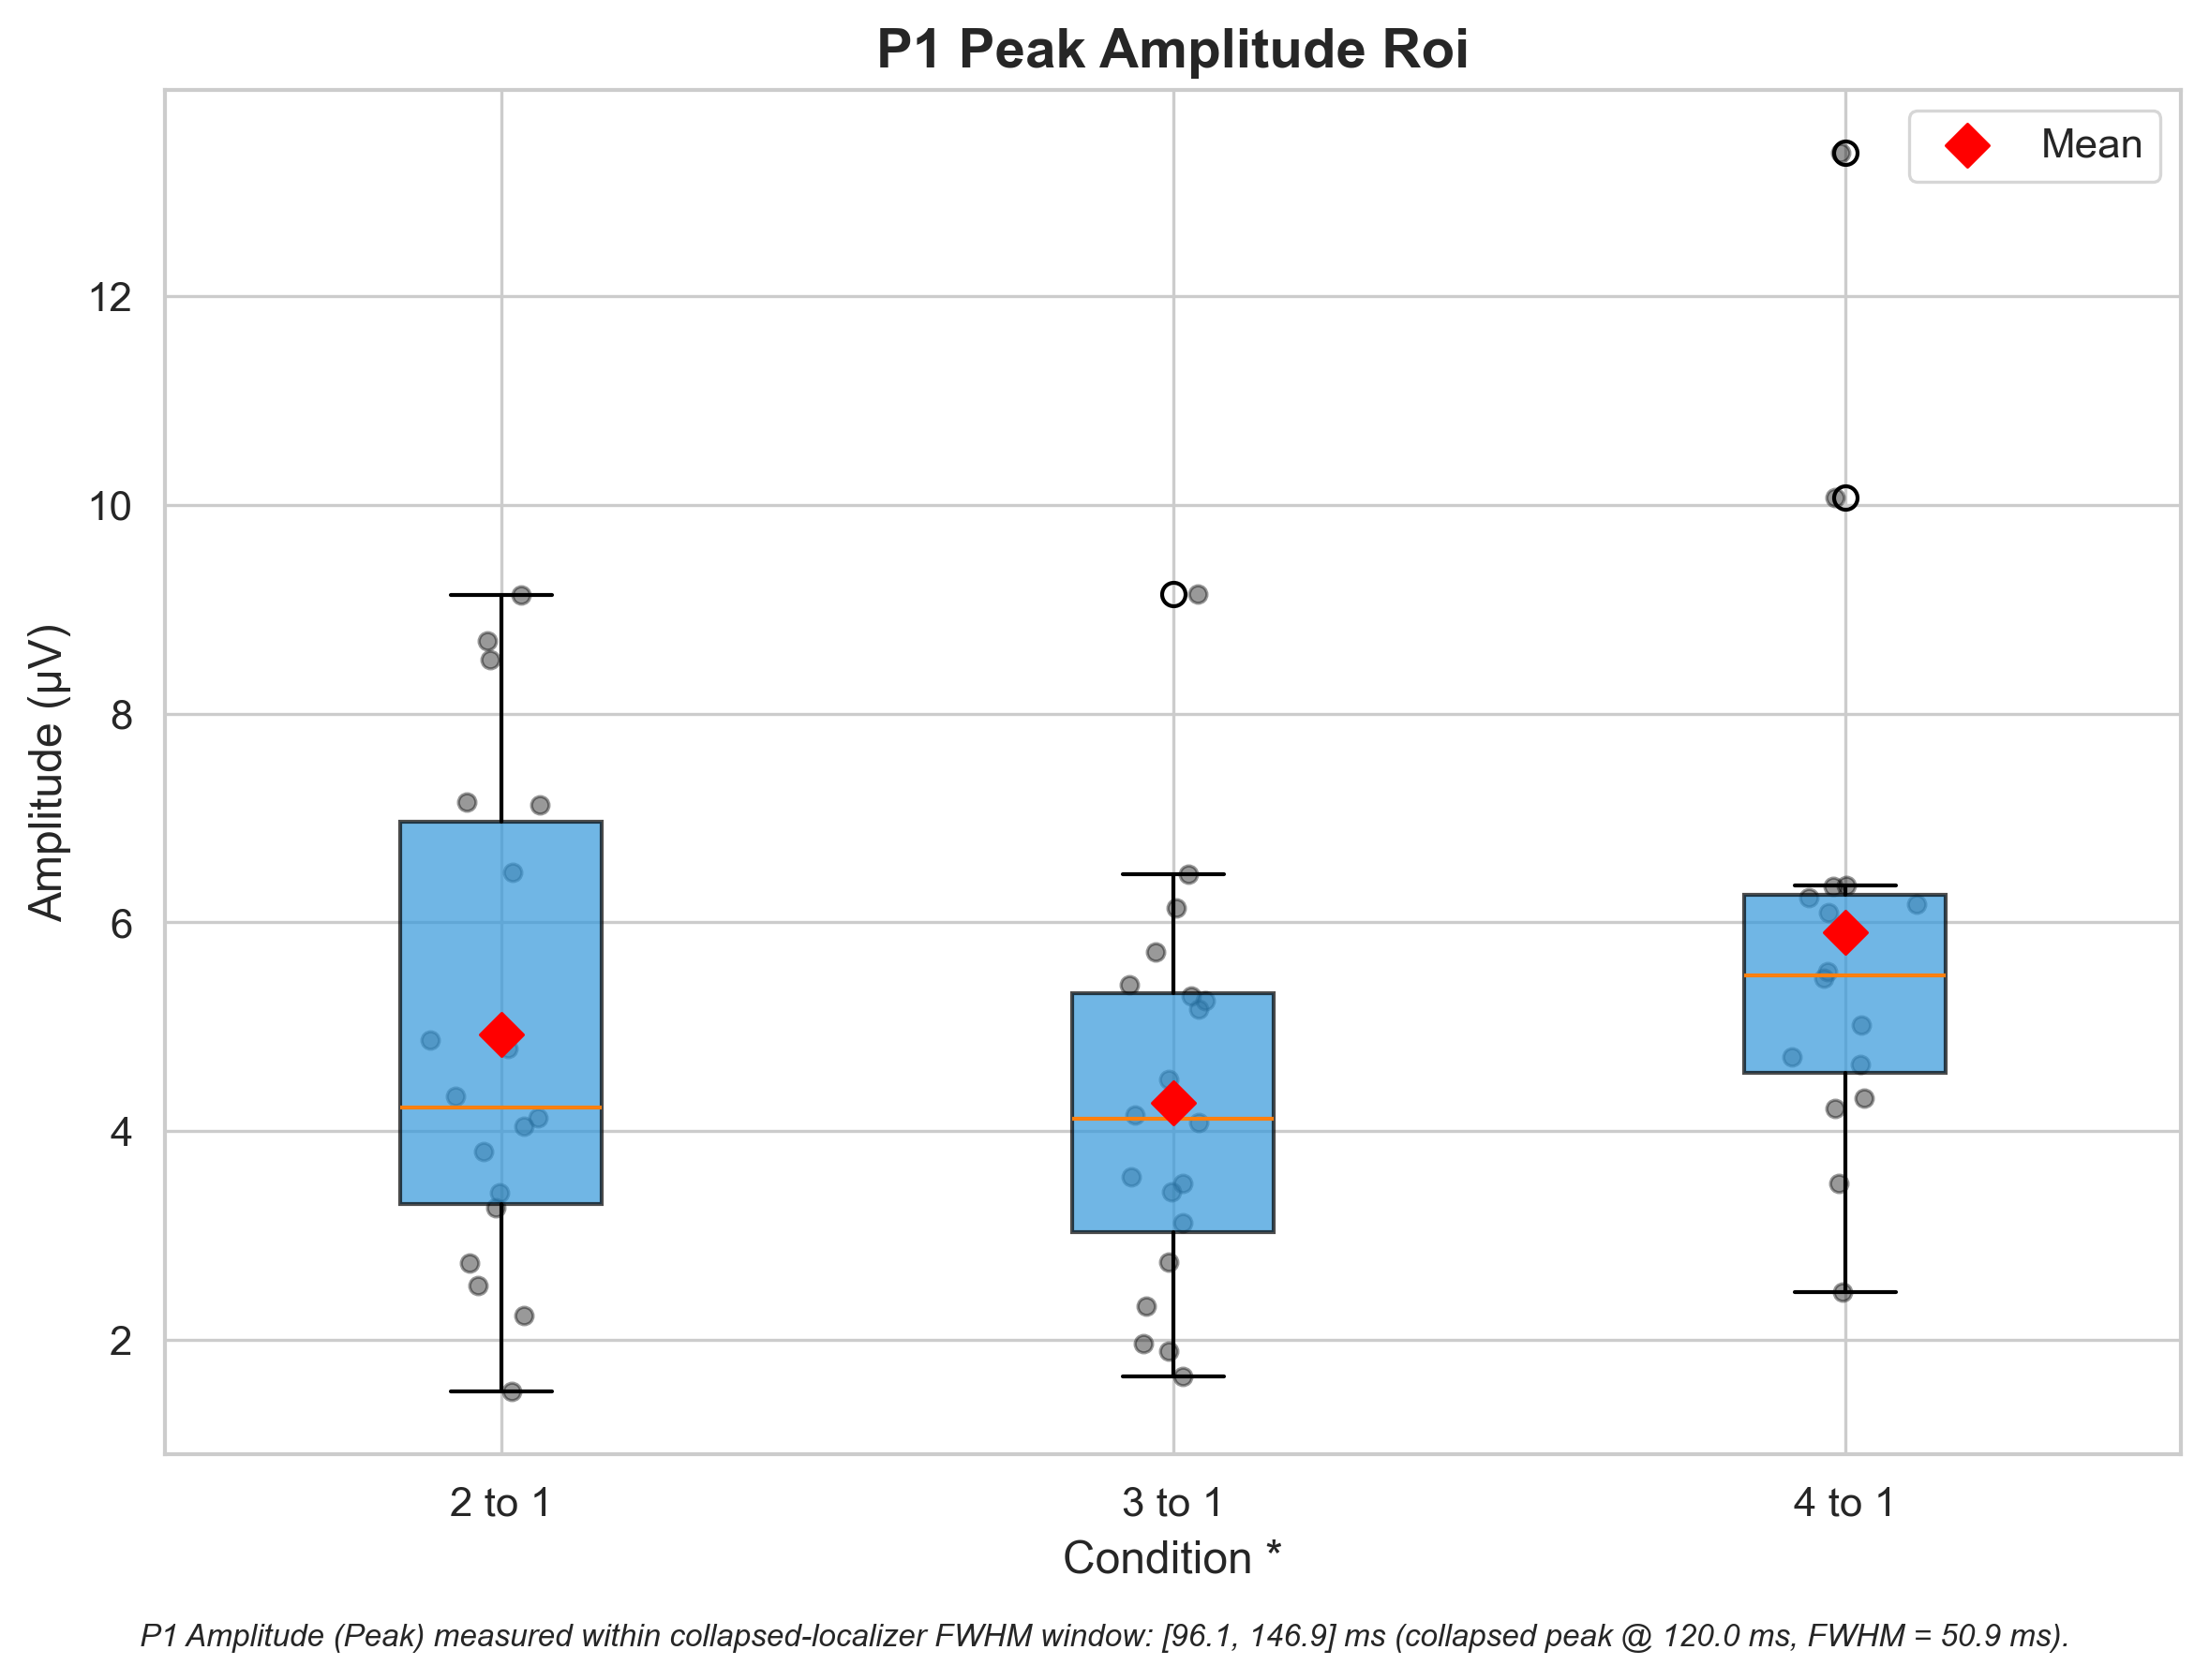 P1 Peak Amplitude Roi
Mean
12
10
8
6
4
2
Amplitude (µV)
2 to 1
3 to 1
4 to 1
Condition *
P1 Amplitude (Peak) measured within collapsed-localizer FWHM window: [96.1, 146.9] ms (collapsed peak @ 120.0 ms, FWHM = 50.9 ms).